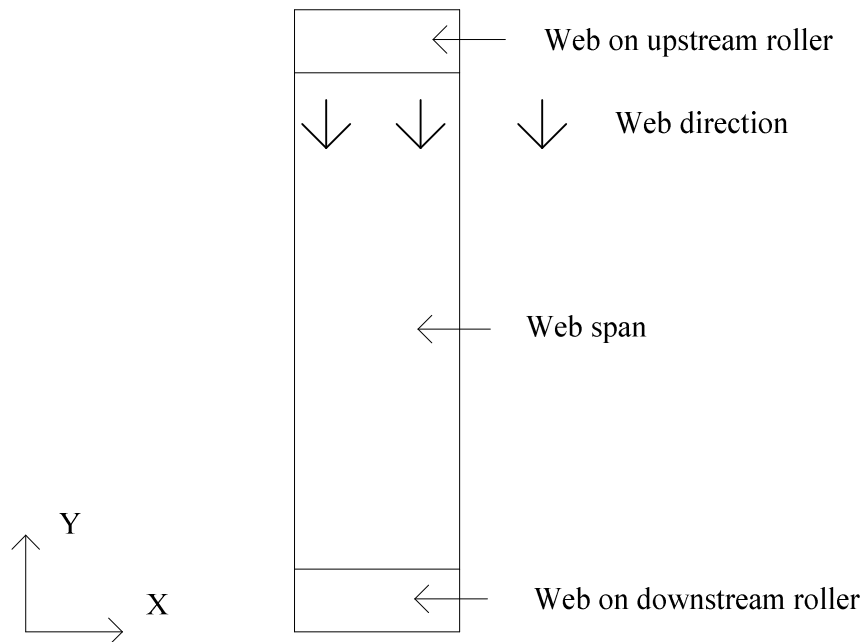 Web on upstream roller
Web direction
Web span
Y
X
Web on downstream roller